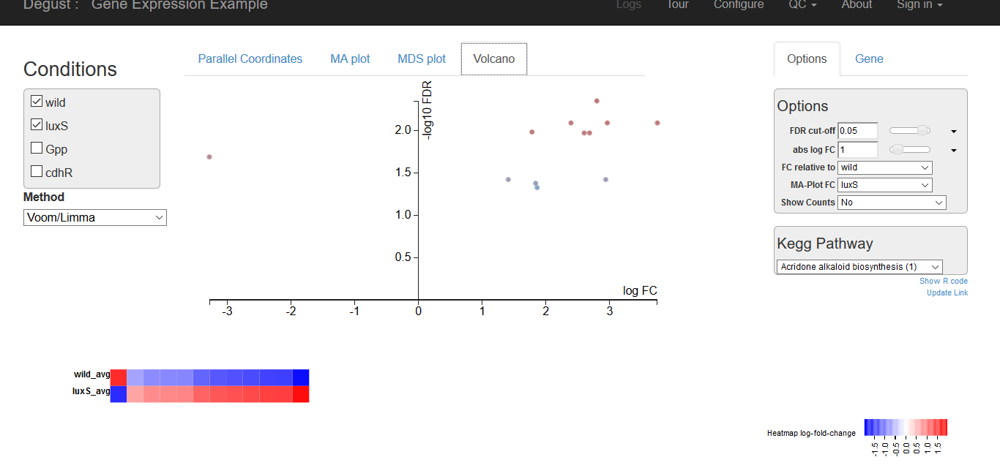 Degust : Gene Expression Example Logs Tour Configure QC About Sign in
Conditions
wild
luxS
Gpp
cdhR
Method
Voom/Limma
Parallel Coordinates MA plot MDS plot Volcano
-log10 FDR
2.0
1.5
1.0
0.5
log FC
-3 -2 -1 0 1 2 3
Options Gene
Options
FDR cut-off 0.05
abs log FC 1
FC relative to wild
MA-Plot FC luxS
Show Counts No
Kegg Pathway
Acridone alkaloid biosynthesis (1)
Show R code
Update Link
wild_avg
luxS_avg
Heatmap log-fold-change
-1.5 -1.0 -0.5 0.0 0.5 1.0 1.5